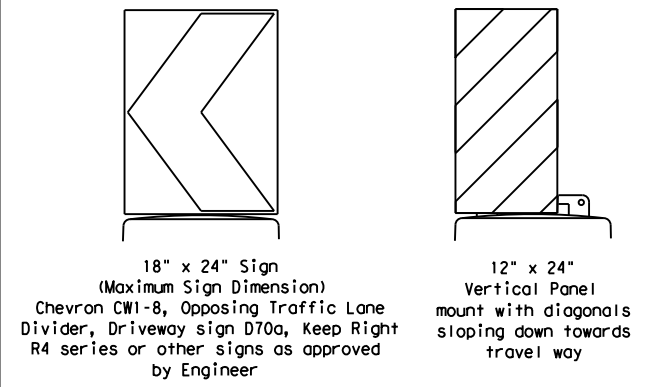 18" x 24" Sign
(Maximum Sign Dimension)
Chevron CW1-8, Opposing Traffic Lane
Divider, Driveway sign D70a, Keep Right
R4 series or other signs as approved
by Engineer
12" x 24"
Vertical Panel
mount with diagonals
sloping down towards
travel way